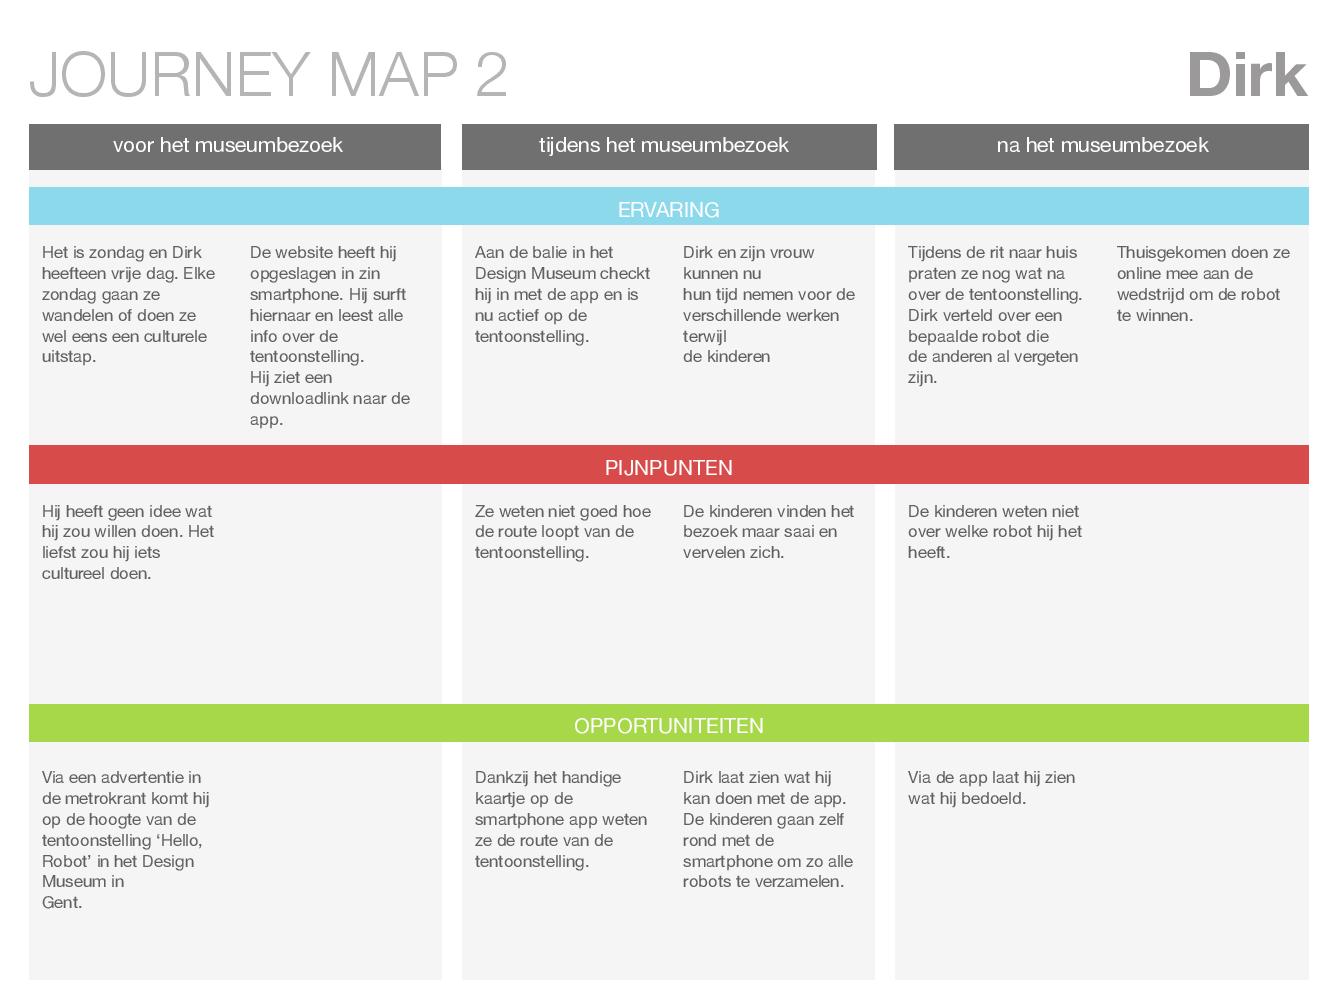 JOURNEY MAP 2
Dirk
voor het museumbezoek
tijdens het museumbezoek
na het museumbezoek
ERVARING
Het is zondag en Dirk
heefteen vrije dag. Elke
zondag gaan ze
wandelen of doen ze
wel eens een culturele
uitstap.
De website heeft hij
opgeslagen in zin
smartphone. Hij surft
hiernaar en leest alle
info over de
tentoonstelling.
Hij ziet een
downloadlink naar de
app.
Aan de balie in het
Design Museum checkt
hij in met de app en is
nu actief op de
tentoonstelling.
Dirk en zijn vrouw
kunnen nu
hun tijd nemen voor de
verschillende werken
terwijl
de kinderen
Tijdens de rit naar huis
praten ze nog wat na
over de tentoonstelling.
Dirk verteld over een
bepaalde robot die
de anderen al vergeten
zijn.
Thuisgekomen doen ze
online mee aan de
wedstrijd om de robot
te winnen.
PIJNPUNTEN
Hij heeft geen idee wat
hij zou willen doen. Het
liefst zou hij iets
cultureel doen.
Ze weten niet goed hoe
de route loopt van de
tentoonstelling.
De kinderen vinden het
bezoek maar saai en
vervelen zich.
De kinderen weten niet
over welke robot hij het
heeft.
OPPORTUNITEITEN
Via een advertentie in
de metrokrant komt hij
op de hoogte van de
tentoonstelling ‘Hello,
Robot’ in het Design
Museum in
Gent.
Dankzij het handige
kaartje op de
smartphone app weten
ze de route van de
tentoonstelling.
Dirk laat zien wat hij
kan doen met de app.
De kinderen gaan zelf
rond met de
smartphone om zo alle
robots te verzamelen.
Via de app laat hij zien
wat hij bedoeld.